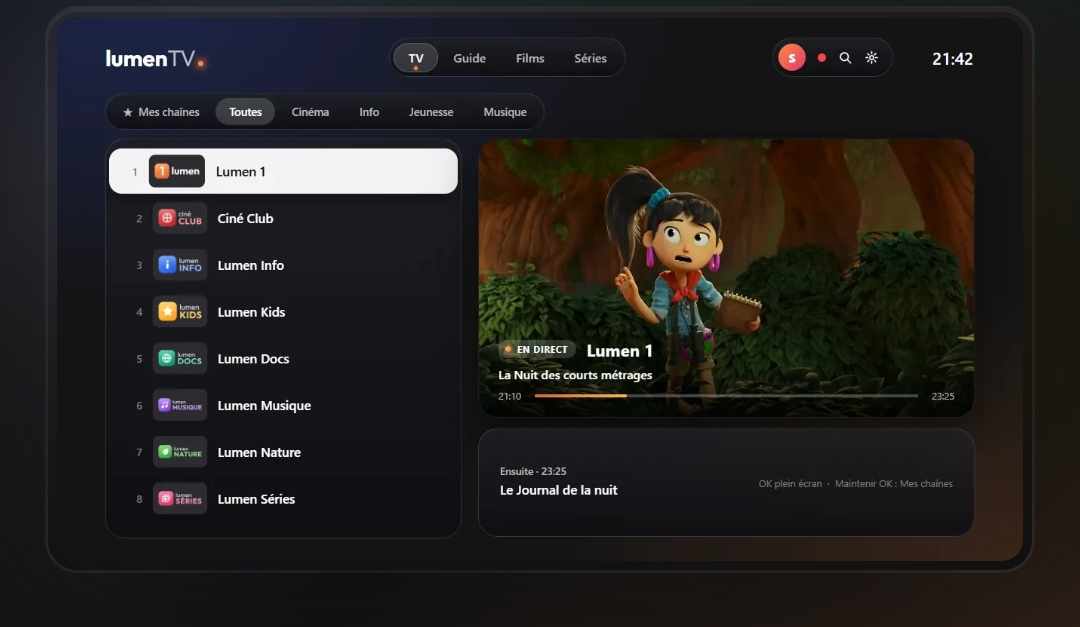 lumenTV
TV Guide Films Séries
S
21:42
★ Mes chaînes Toutes Cinéma Info Jeunesse Musique
1 1 lumen Lumen 1
2 ciné CLUB Ciné Club
3 i lumen INFO Lumen Info
4 lumen KIDS Lumen Kids
5 lumen DOCS Lumen Docs
6 lumen MUSIQUE Lumen Musique
7 lumen NATURE Lumen Nature
8 lumen SÉRIES Lumen Séries
EN DIRECT Lumen 1
La Nuit des courts métrages
21:10 23:25
Ensuite · 23:25
Le Journal de la nuit
OK plein écran · Maintenir OK : Mes chaînes